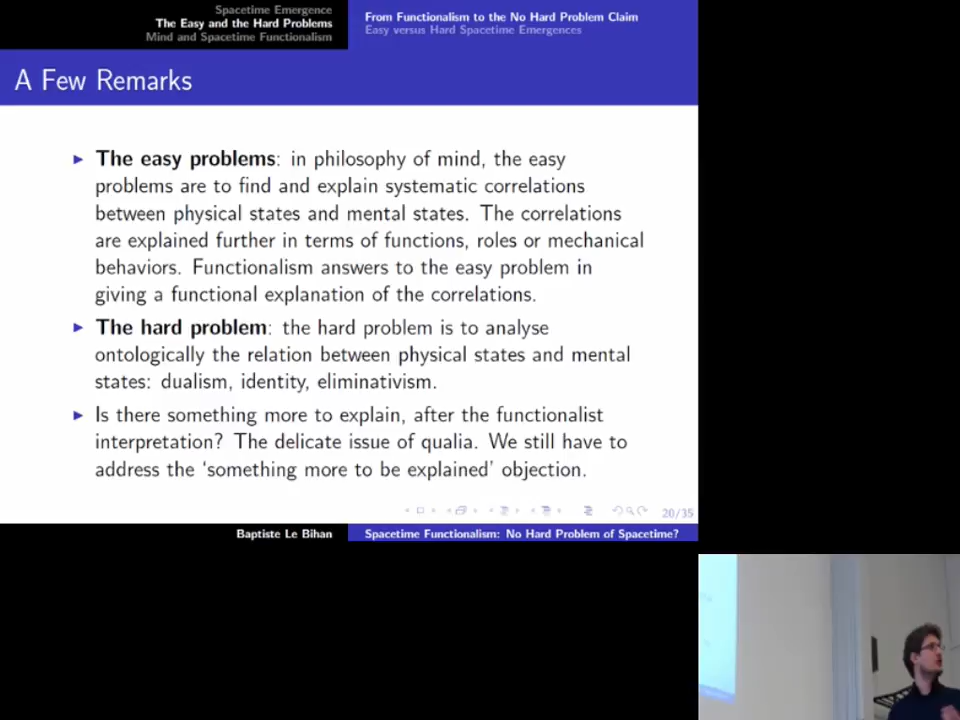 Spacetime Emergence
The Easy and the Hard Problems
Mind and Spacetime Functionalism
From Functionalism to the No Hard Problem Claim
Easy versus Hard Spacetime Emergences
A Few Remarks
The easy problems: in philosophy of mind, the easy
problems are to find and explain systematic correlations
between physical states and mental states. The correlations
are explained further in terms of functions, roles or mechanical
behaviors. Functionalism answers to the easy problem in
giving a functional explanation of the correlations.
The hard problem: the hard problem is to analyse
ontologically the relation between physical states and mental
states: dualism, identity, eliminativism.
Is there something more to explain, after the functionalist
interpretation? The delicate issue of qualia. We still have to
address the ‘something more to be explained’ objection.
20/35
Baptiste Le Bihan
Spacetime Functionalism: No Hard Problem of Spacetime?